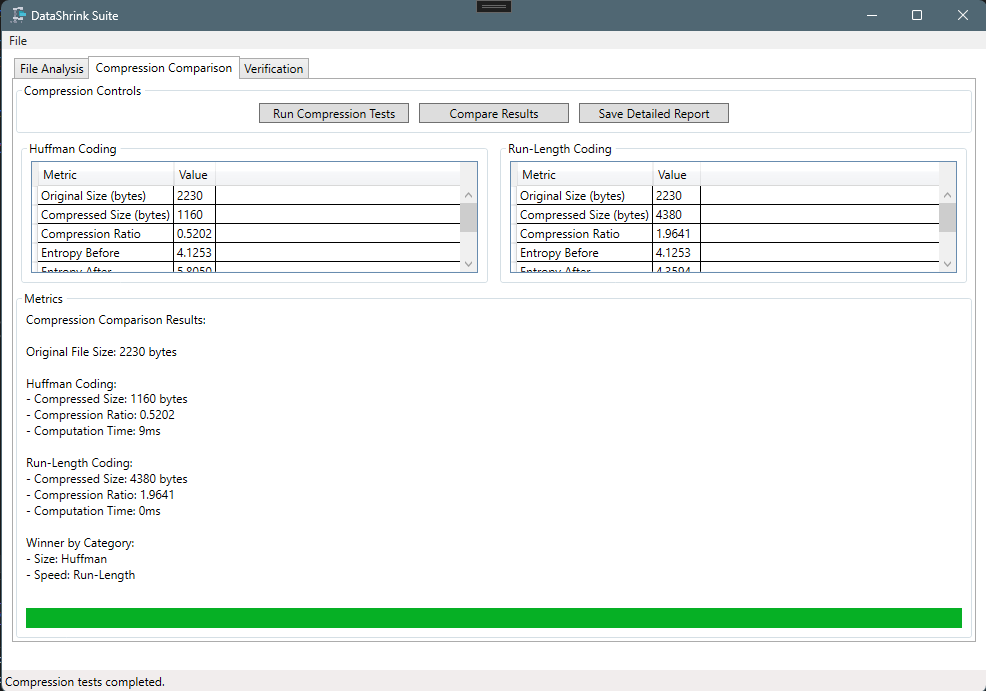 DataShrink Suite
File
File Analysis Compression Comparison Verification
Compression Controls
Run Compression Tests Compare Results Save Detailed Report
Huffman Coding
Metric Value
Original Size (bytes) 2230
Compressed Size (bytes) 1160
Compression Ratio 0.5202
Entropy Before 4.1253
Entropy After 5.8050
Run-Length Coding
Metric Value
Original Size (bytes) 2230
Compressed Size (bytes) 4380
Compression Ratio 1.9641
Entropy Before 4.1253
Entropy After 4.3594
Metrics
Compression Comparison Results:
Original File Size: 2230 bytes
Huffman Coding:
- Compressed Size: 1160 bytes
- Compression Ratio: 0.5202
- Computation Time: 9ms
Run-Length Coding:
- Compressed Size: 4380 bytes
- Compression Ratio: 1.9641
- Computation Time: 0ms
Winner by Category:
- Size: Huffman
- Speed: Run-Length
Compression tests completed.